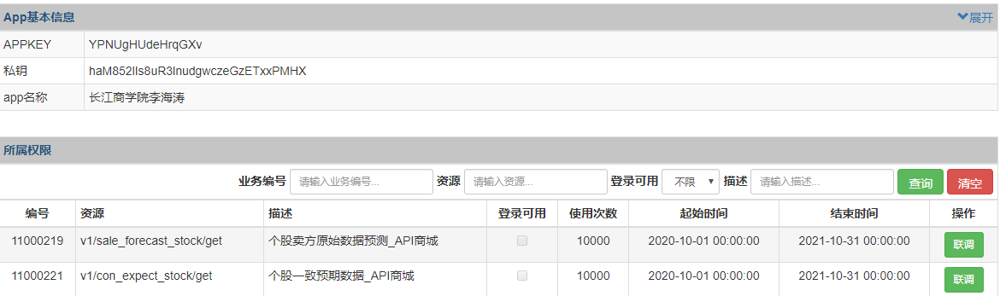 App基本信息 展开
APPKEY YPNUgHUdeHrqGXv
私钥 haM852lls8uR3lnudgwczeGzETxxPMHX
app名称 长江商学院李海涛
所属权限
业务编号 请输入业务编号... 资源 请输入资源... 登录可用 不限 描述 请输入描述... 查询 清空
编号 资源 描述 登录可用 使用次数 起始时间 结束时间 操作
11000219 v1/sale_forecast_stock/get 个股卖方原始数据预测_API商城 10000 2020-10-01 00:00:00 2021-10-31 00:00:00 联调
11000221 v1/con_expect_stock/get 个股一致预期数据_API商城 10000 2020-10-01 00:00:00 2021-10-31 00:00:00 联调